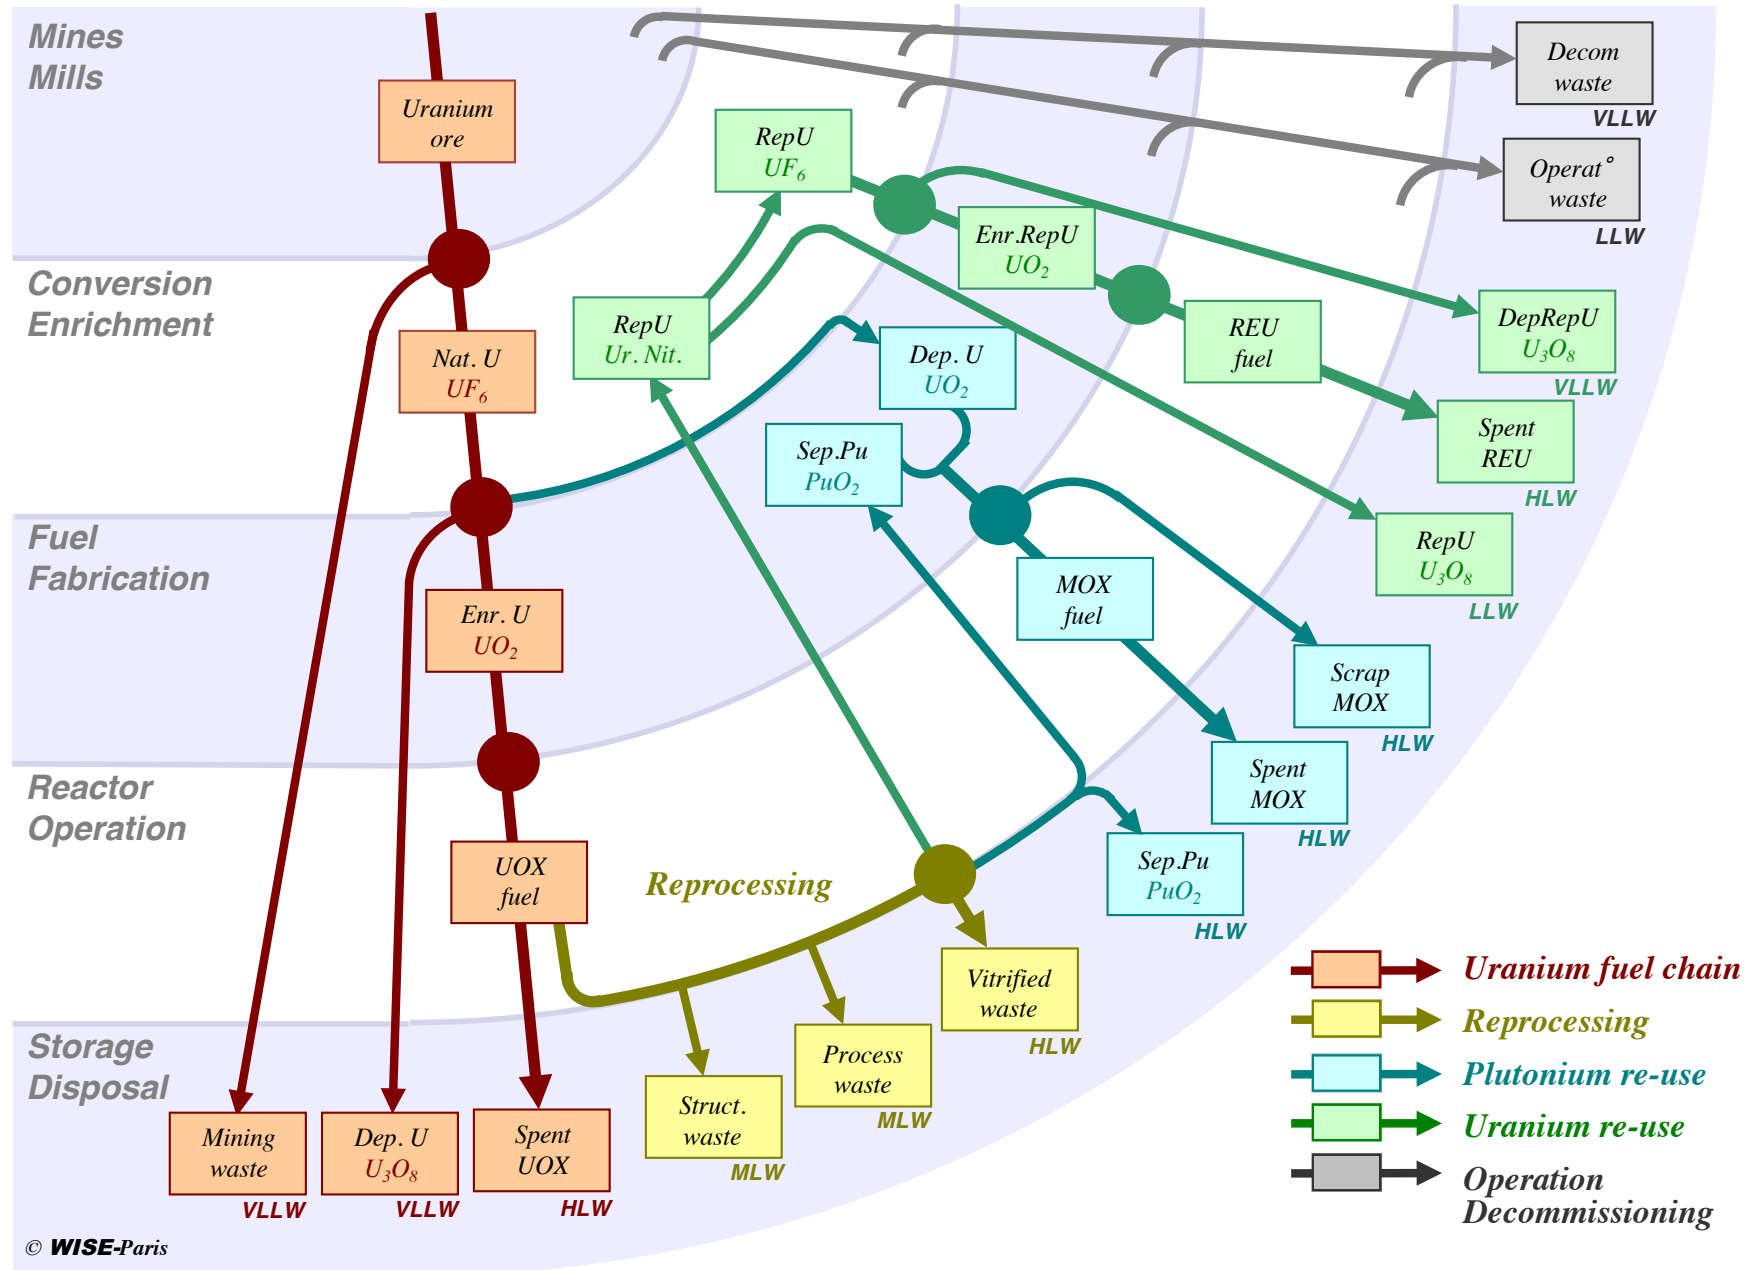 Mines
Mills
Uranium
ore
Conversion
Enrichment
Nat. U
UF6
Fuel
Fabrication
Enr. U
UO2
Reactor
Operation
UOX
fuel
Storage
Disposal
Mining
waste
VLLW
Dep. U
U3O8
VLLW
Spent
UOX
HLW
Reprocessing
Struct.
waste
MLW
Process
waste
MLW
Vitrified
waste
HLW
RepU
UF6
RepU
Ur. Nit.
Enr.RepU
UO2
REU
fuel
Dep. U
UO2
Sep.Pu
PuO2
MOX
fuel
Decom
waste
VLLW
Operat°
waste
LLW
DepRepU
U3O8
VLLW
Spent
REU
HLW
RepU
U3O8
LLW
Scrap
MOX
HLW
Spent
MOX
HLW
Sep.Pu
PuO2
HLW
Uranium fuel chain
Reprocessing
Plutonium re-use
Uranium re-use
Operation
Decommissioning
© WISE-Paris